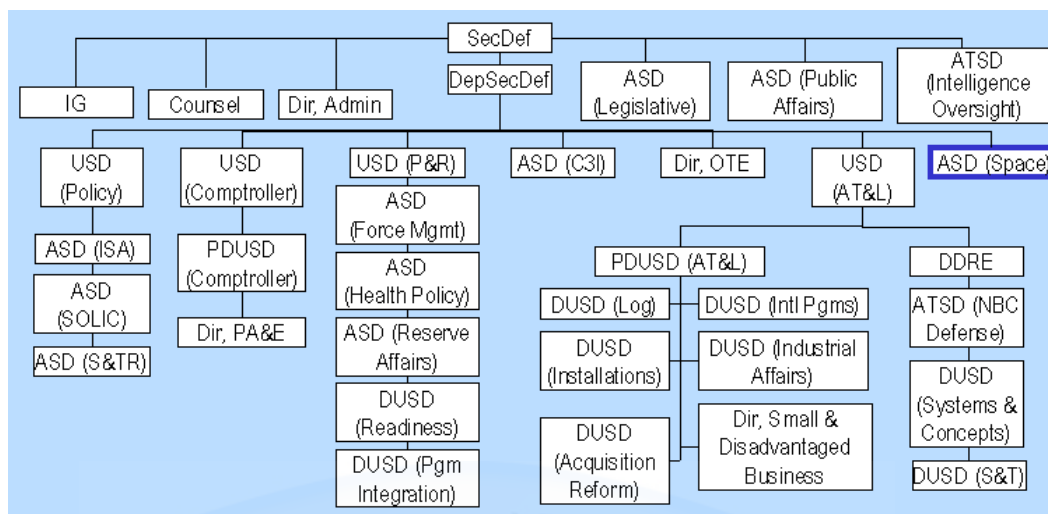 SecDef
DepSecDef
IG
Counsel
Dir, Admin
ASD
(Legislative)
ASD (Public
Affairs)
ATSD
(Intelligence
Oversight)
USD
(Policy)
ASD (ISA)
ASD
(SOLIC)
ASD (S&TR)
USD
(Comptroller)
PDUSD
(Comptroller)
Dir, PA&E
USD (P&R)
ASD
(Force Mgmt)
ASD
(Health Policy)
ASD (Reserve
Affairs)
DUSD
(Readiness)
DUSD (Pgm
Integration)
ASD (C3I)
Dir, OTE
USD
(AT&L)
ASD (Space)
PDUSD (AT&L)
DUSD (Log)
DUSD (Intl Pgms)
DUSD
(Installations)
DUSD (Industrial
Affairs)
DUSD
(Acquisition
Reform)
Dir, Small &
Disadvantaged
Business
DDRE
ATSD (NBC
Defense)
DUSD
(Systems &
Concepts)
DUSD (S&T)